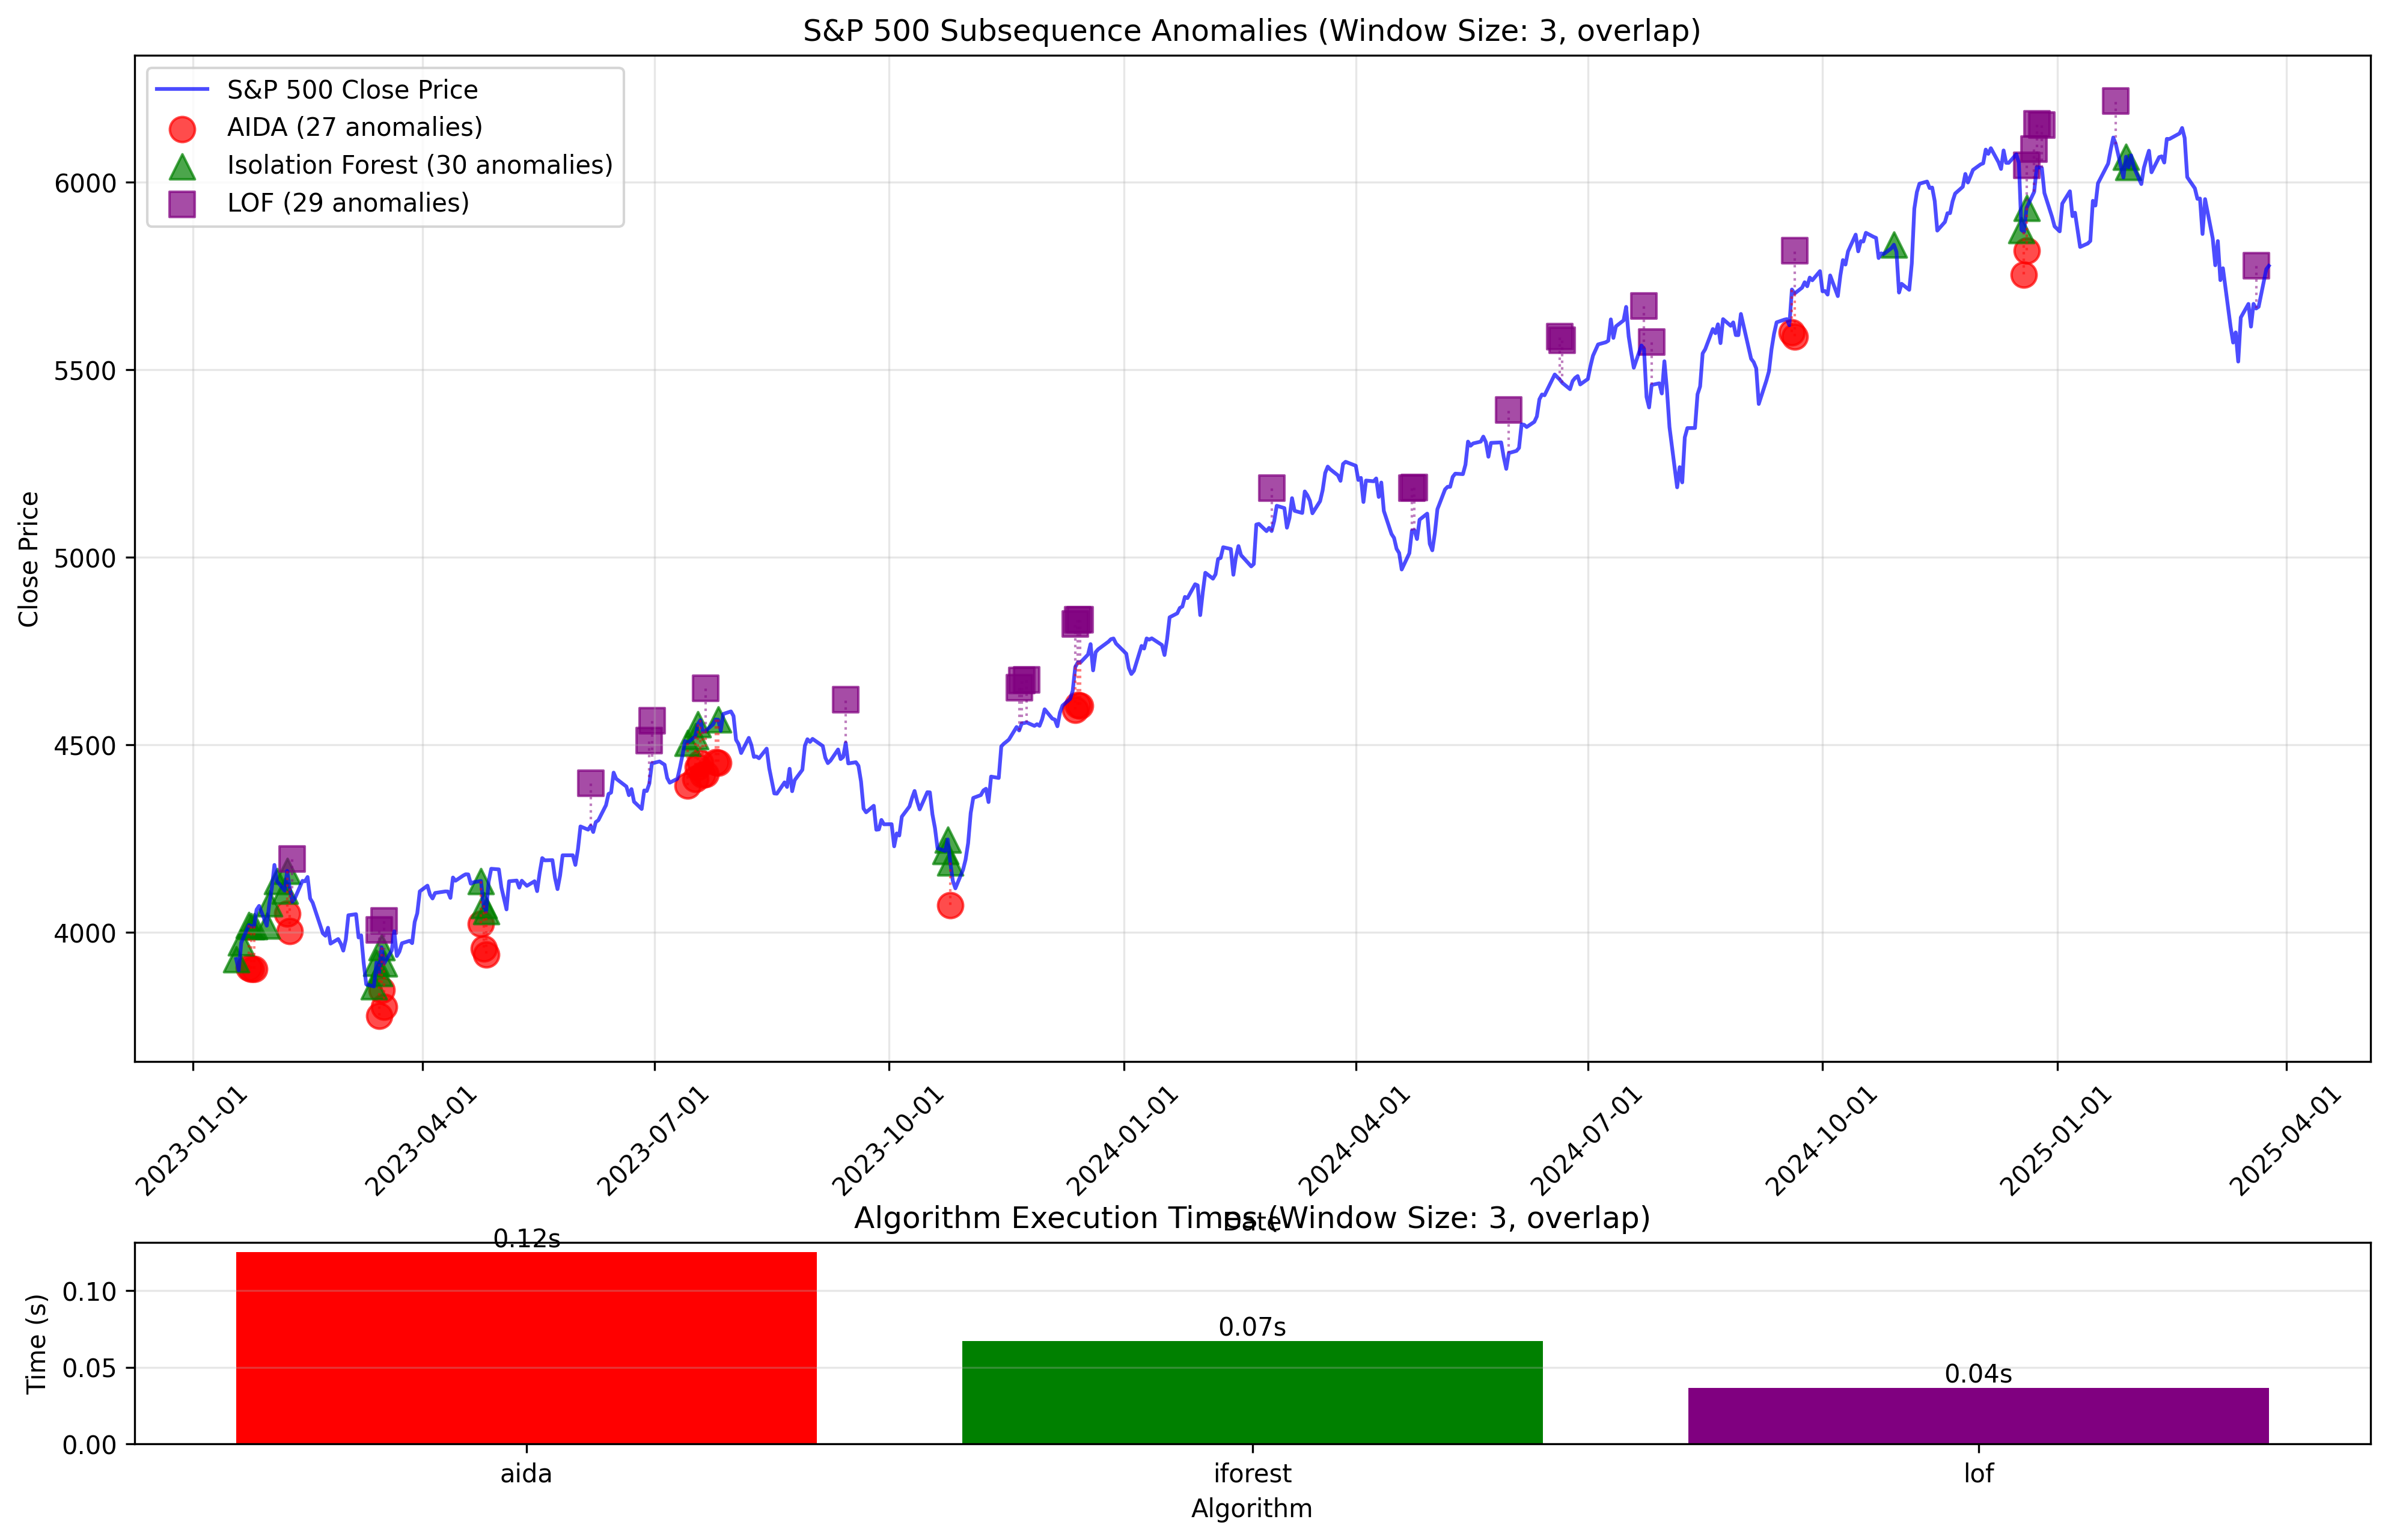 S&P 500 Subsequence Anomalies (Window Size: 3, overlap)
S&P 500 Close Price
AIDA (27 anomalies)
Isolation Forest (30 anomalies)
LOF (29 anomalies)
Close Price
6000
5500
5000
4500
4000
2023-01-01
2023-04-01
2023-07-01
2023-10-01
2024-01-01
2024-04-01
2024-07-01
2024-10-01
2025-01-01
2025-04-01
Date
Algorithm Execution Times (Window Size: 3, overlap)
Time (s)
0.10
0.05
0.00
0.12s
0.07s
0.04s
aida
iforest
lof
Algorithm